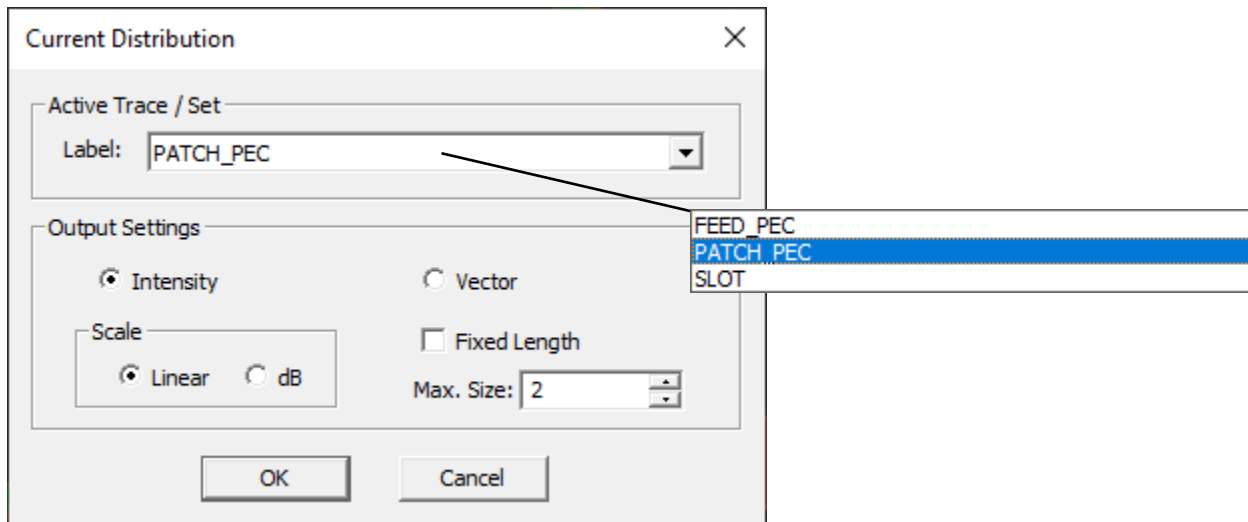 Current Distribution
Active Trace / Set
Label: PATCH_PEC
FEED_PEC
PATCH_PEC
SLOT
Output Settings
Intensity
Vector
Scale
Linear
dB
Fixed Length
Max. Size: 2
OK
Cancel